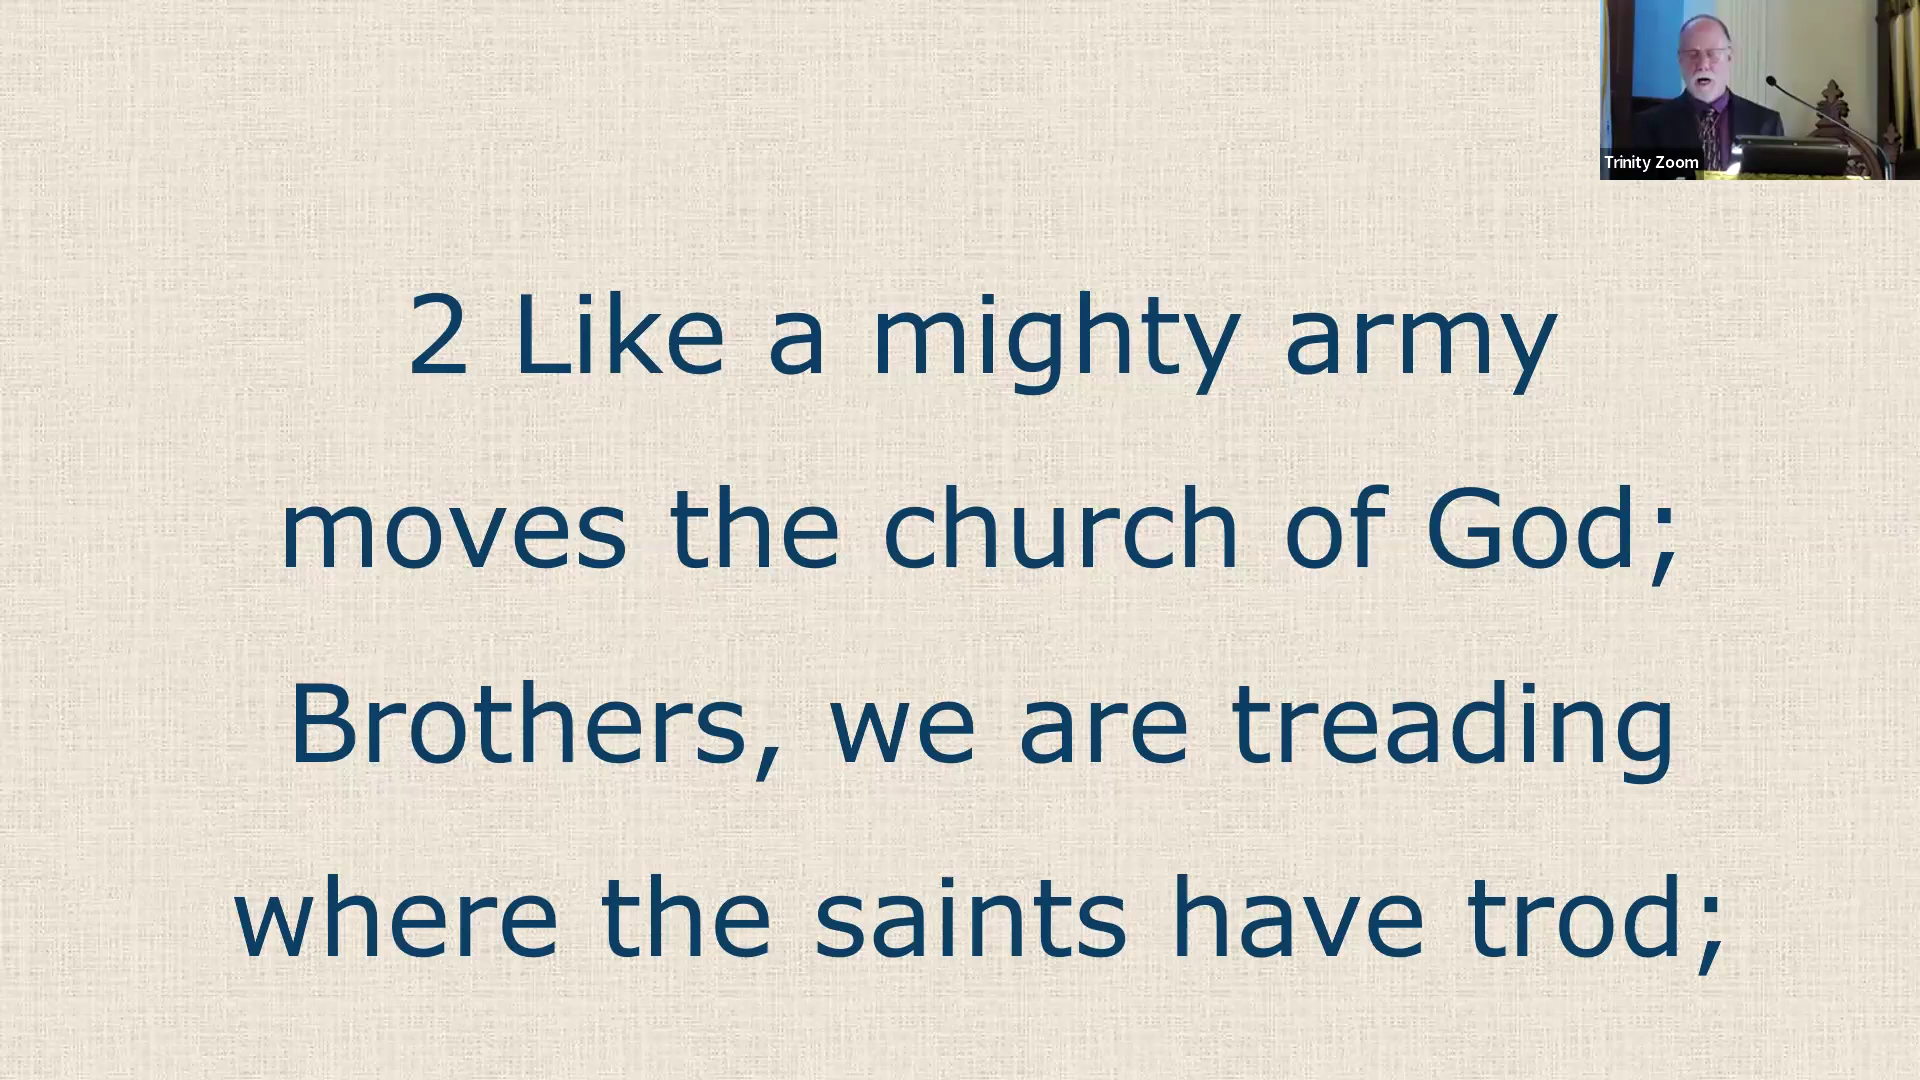 Trinity Zoom
2 Like a mighty army
moves the church of God;
Brothers, we are treading
where the saints have trod;